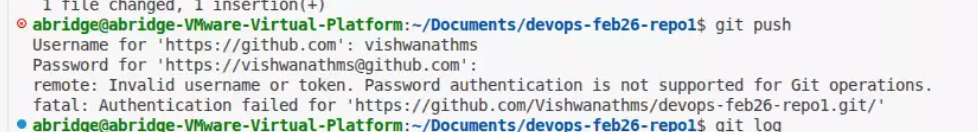 1 file changed, 1 insertion(+)
abridge@abridge-VMware-Virtual-Platform:~/Documents/devops-feb26-repo1$ git push
Username for 'https://github.com': vishwanathms
Password for 'https://vishwanathms@github.com':
remote: Invalid username or token. Password authentication is not supported for Git operations.
fatal: Authentication failed for 'https://github.com/Vishwanathms/devops-feb26-repo1.git/'
abridge@abridge-VMware-Virtual-Platform:~/Documents/devops-feb26-repo1$ git log